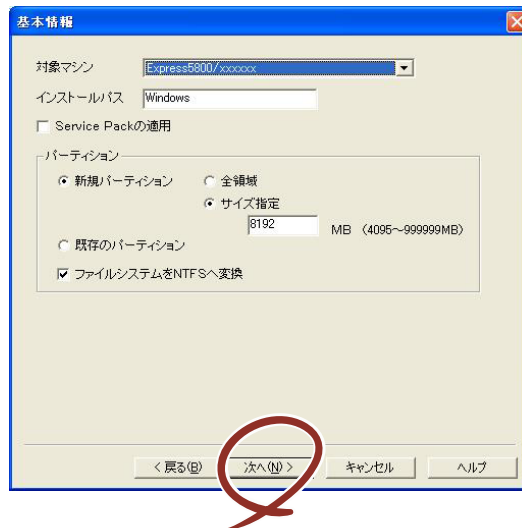 基本情報
対象マシン Express5800/xxxxxx
インストールパス Windows
Service Packの適用
パーティション
新規パーティション 全領域
サイズ指定
8192 MB (4095～999999MB)
既存のパーティション
ファイルシステムをNTFSへ変換
< 戻る(B) 次へ(N) > キャンセル ヘルプ